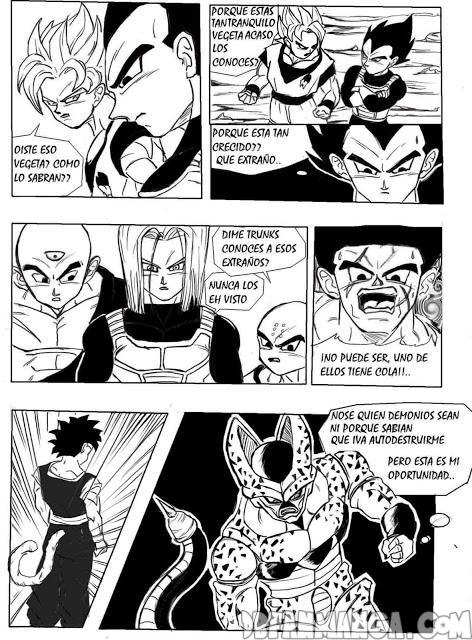 OISTE ESO
VEGETA? COMO
LO SABRAN??
PORQUE ESTAS
TANTRANQUILO
VEGETA ACASO
LOS
CONOCES?
PORQUE ESTA TAN
CRECIDO??
QUE EXTRAÑO..
DIME TRUNKS
CONOCES A ESOS
EXTRAÑOS?
NUNCA LOS
EH VISTO
¡NO PUEDE SER, UNO DE
ELLOS TIENE COLA!!..
NOSE QUIEN DEMONIOS SEAN
NI PORQUE SABIAN
QUE IVA AUTODESTRUIRME
PERO ESTA ES MI
OPORTUNIDAD..